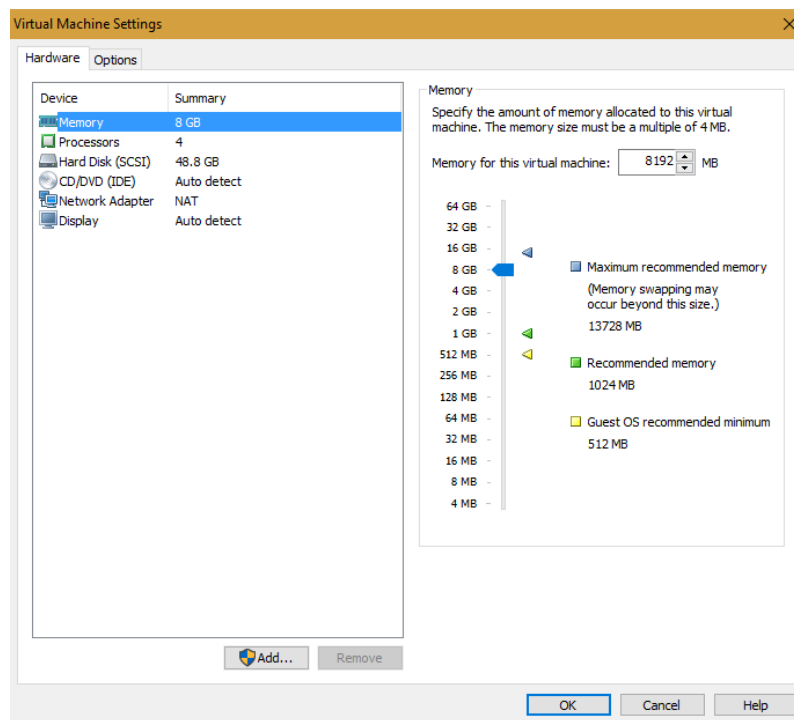 Virtual Machine Settings
Hardware Options
Device Summary
Memory 8 GB
Processors 4
Hard Disk (SCSI) 48.8 GB
CD/DVD (IDE) Auto detect
Network Adapter NAT
Display Auto detect
Add... Remove
Memory
Specify the amount of memory allocated to this virtual
machine. The memory size must be a multiple of 4 MB.
Memory for this virtual machine: 8192 MB
64 GB
32 GB
16 GB
8 GB
4 GB
2 GB
1 GB
512 MB
256 MB
128 MB
64 MB
32 MB
16 MB
8 MB
4 MB
Maximum recommended memory
(Memory swapping may
occur beyond this size.)
13728 MB
Recommended memory
1024 MB
Guest OS recommended minimum
512 MB
OK Cancel Help